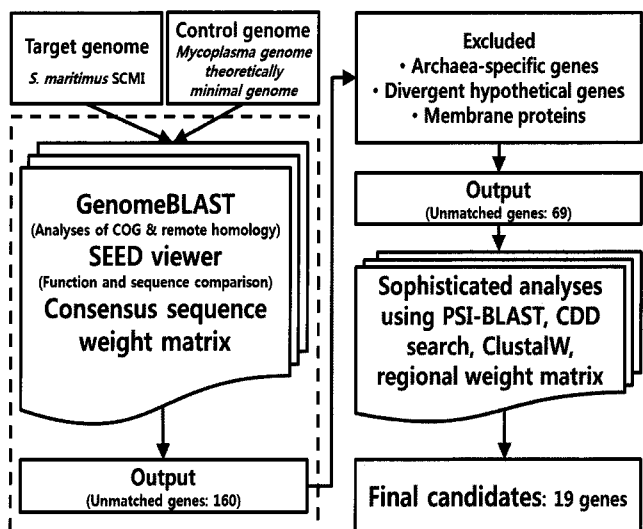 Target genome
S. maritimus SCMI
Control genome
Mycoplasma genome
theoretically
minimal genome
GenomeBLAST
(Analyses of COG & remote homology)
SEED viewer
(Function and sequence comparison)
Consensus sequence
weight matrix
Output
(Unmatched genes: 160)
Excluded
• Archaea-specific genes
• Divergent hypothetical genes
• Membrane proteins
Output
(Unmatched genes: 69)
Sophisticated analyses
using PSI-BLAST, CDD
search, ClustalW,
regional weight matrix
Final candidates: 19 genes